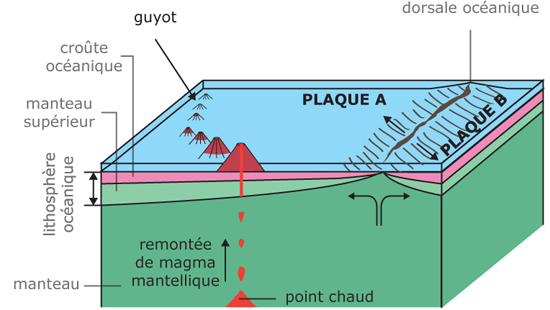 dorsale océanique
guyot
croûte
océanique
PLAQUE A
PLAQUE B
manteau
supérieur
lithosphère
océanique
remontée
de magma
mantellique
manteau
point chaud